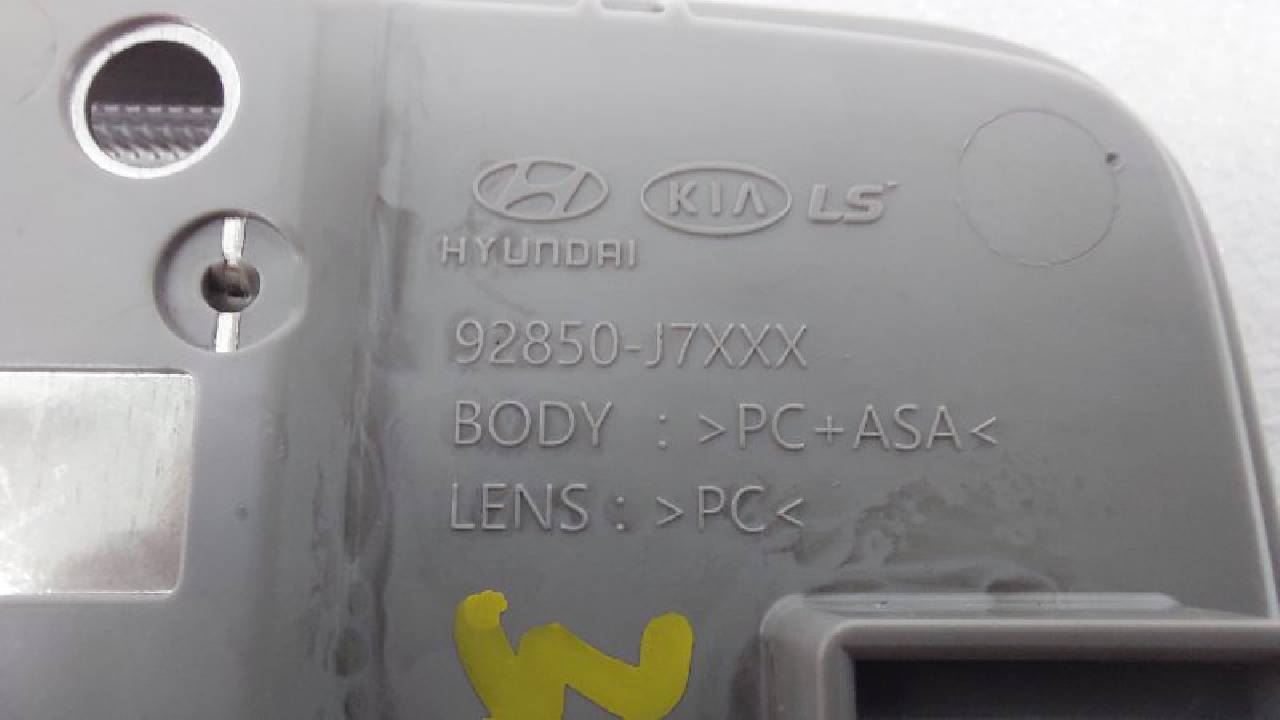 KIA LS
HYUNDAI
92850-J7XXX
BODY : >PC+ASA<
LENS : >PC<